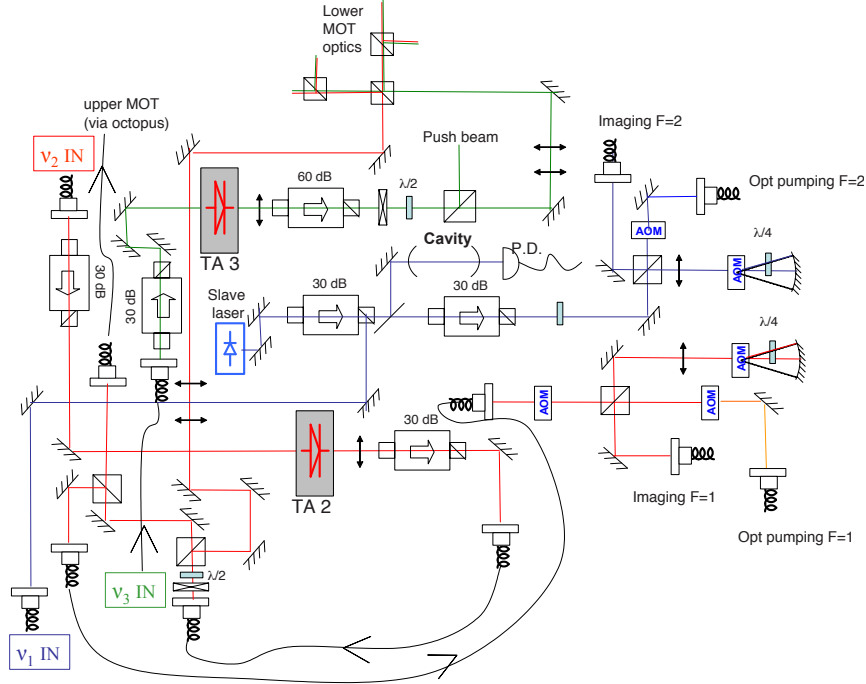 Lower
MOT
optics
upper MOT
(via octopus)
Imaging F=2
ν2 IN
Push beam
Opt pumping F=2
60 dB
λ/2
AOM
TA 3
Cavity
P.D.
λ/4
AOM
30 dB
30 dB
Slave
laser
30 dB
30 dB
λ/4
AOM
30 dB
AOM
AOM
TA 2
Imaging F=1
Opt pumping F=1
λ/2
ν3 IN
ν1 IN